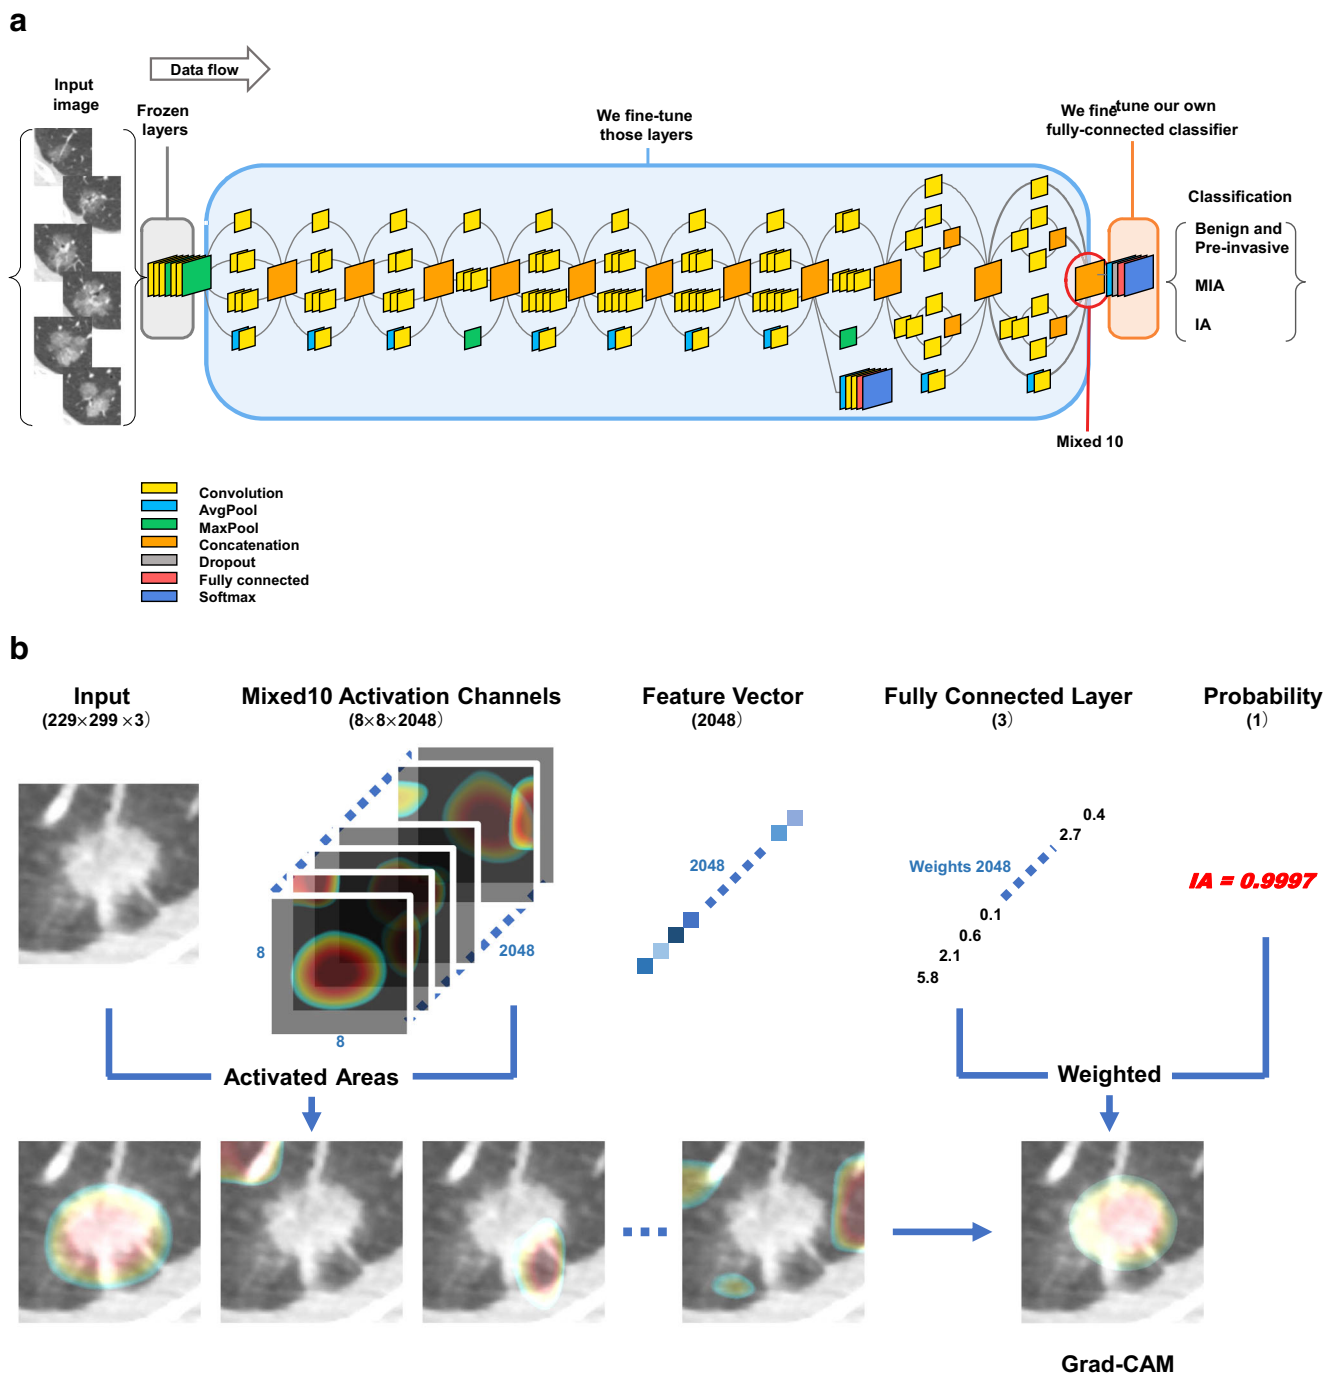 a
Data flow
Input
image
Frozen
layers
We fine-tune
those layers
We fine-tune our own
fully-connected classifier
Classification
Benign and
Pre-invasive
MIA
IA
Mixed 10
Convolution
AvgPool
MaxPool
Concatenation
Dropout
Fully connected
Softmax
b
Input
(229×299 ×3)
Mixed10 Activation Channels
(8×8×2048)
Feature Vector
(2048)
Fully Connected Layer
(3)
Probability
(1)
8
8
2048
2048
Weights 2048
0.4
2.7
0.1
0.6
2.1
5.8
IA = 0.9997
Activated Areas
Weighted
Grad-CAM